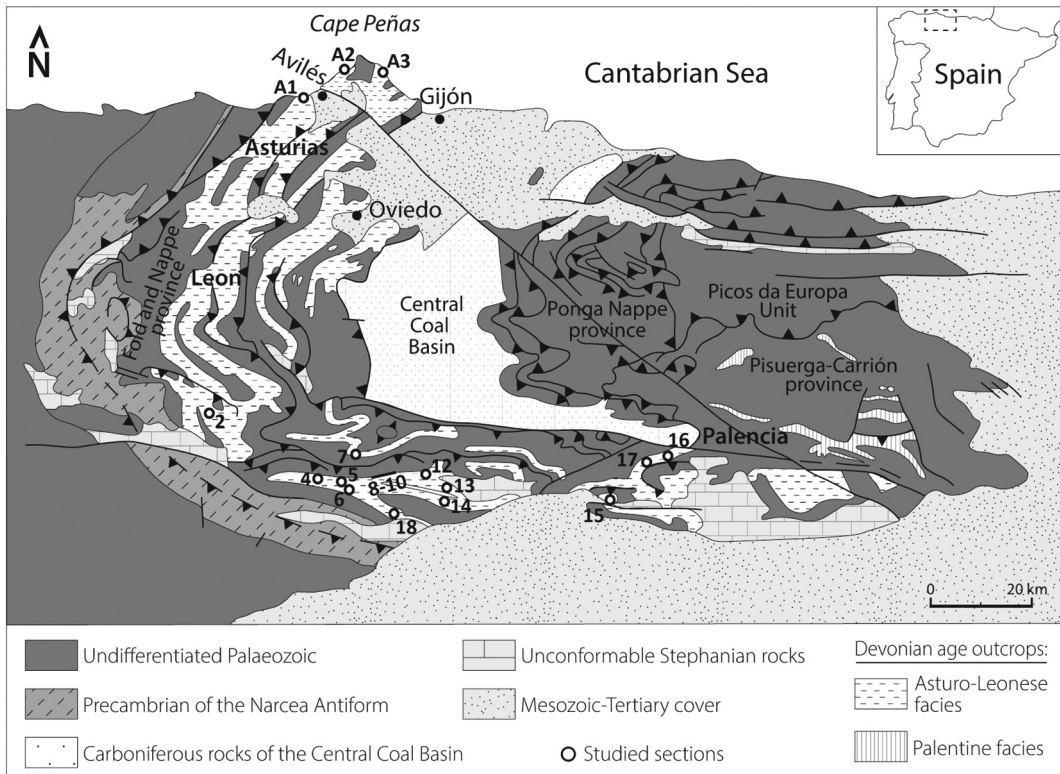 Cape Peñas
N
A2
A3
Avilés
A1
Gijón
Cantabrian Sea
Spain
Asturias
Oviedo
Leon
Fold and Nappe
province
Central
Coal
Basin
Ponga Nappe
province
Picos da Europa
Unit
Pisuerga-Carrión
province
2
7
16
Palencia
17
12
4
5
8-10
13
6
14
15
18
0
20 km
Undifferentiated Palaeozoic
Precambrian of the Narcea Antiform
Carboniferous rocks of the Central Coal Basin
Unconformable Stephanian rocks
Mesozoic-Tertiary cover
Studied sections
Devonian age outcrops:
Asturo-Leonese
facies
Palentine facies